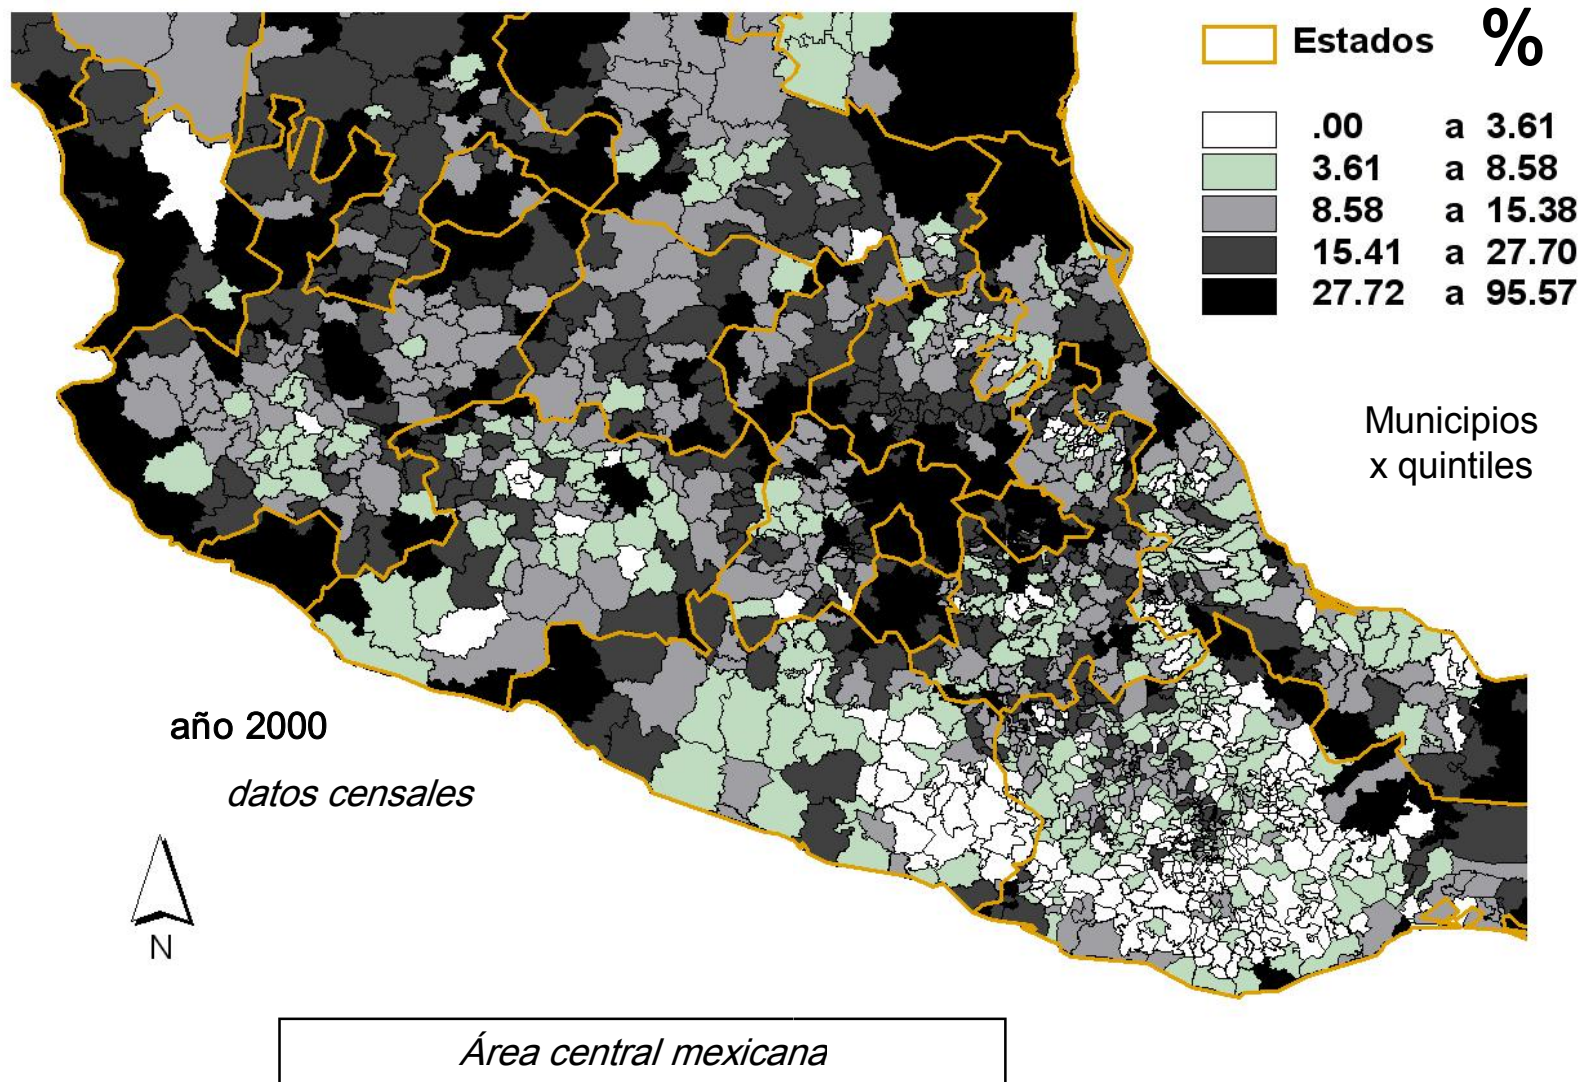 Estados %
.00 a 3.61
3.61 a 8.58
8.58 a 15.38
15.41 a 27.70
27.72 a 95.57
Municipios
x quintiles
año 2000
datos censales
N
Área central mexicana